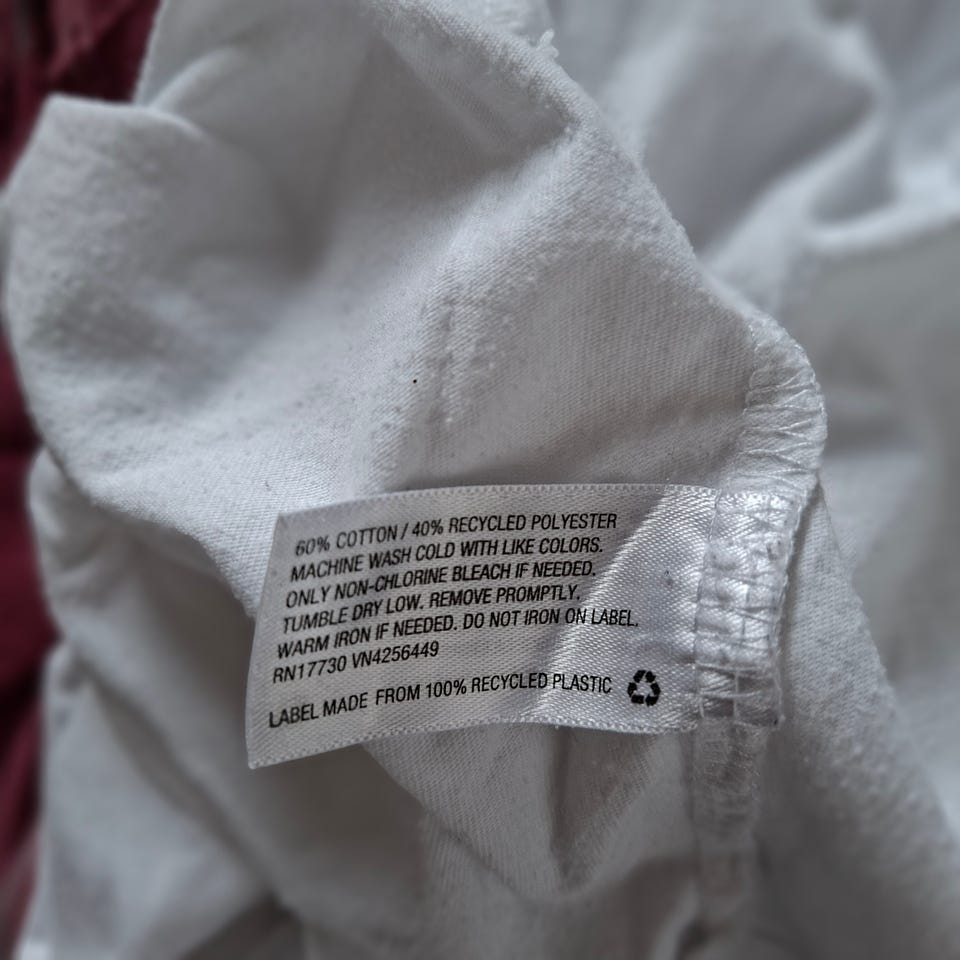 60% COTTON / 40% RECYCLED POLYESTER
MACHINE WASH COLD WITH LIKE COLORS.
ONLY NON-CHLORINE BLEACH IF NEEDED.
TUMBLE DRY LOW. REMOVE PROMPTLY.
WARM IRON IF NEEDED. DO NOT IRON ON LABEL.
RN17730 VN4256449
LABEL MADE FROM 100% RECYCLED PLASTIC